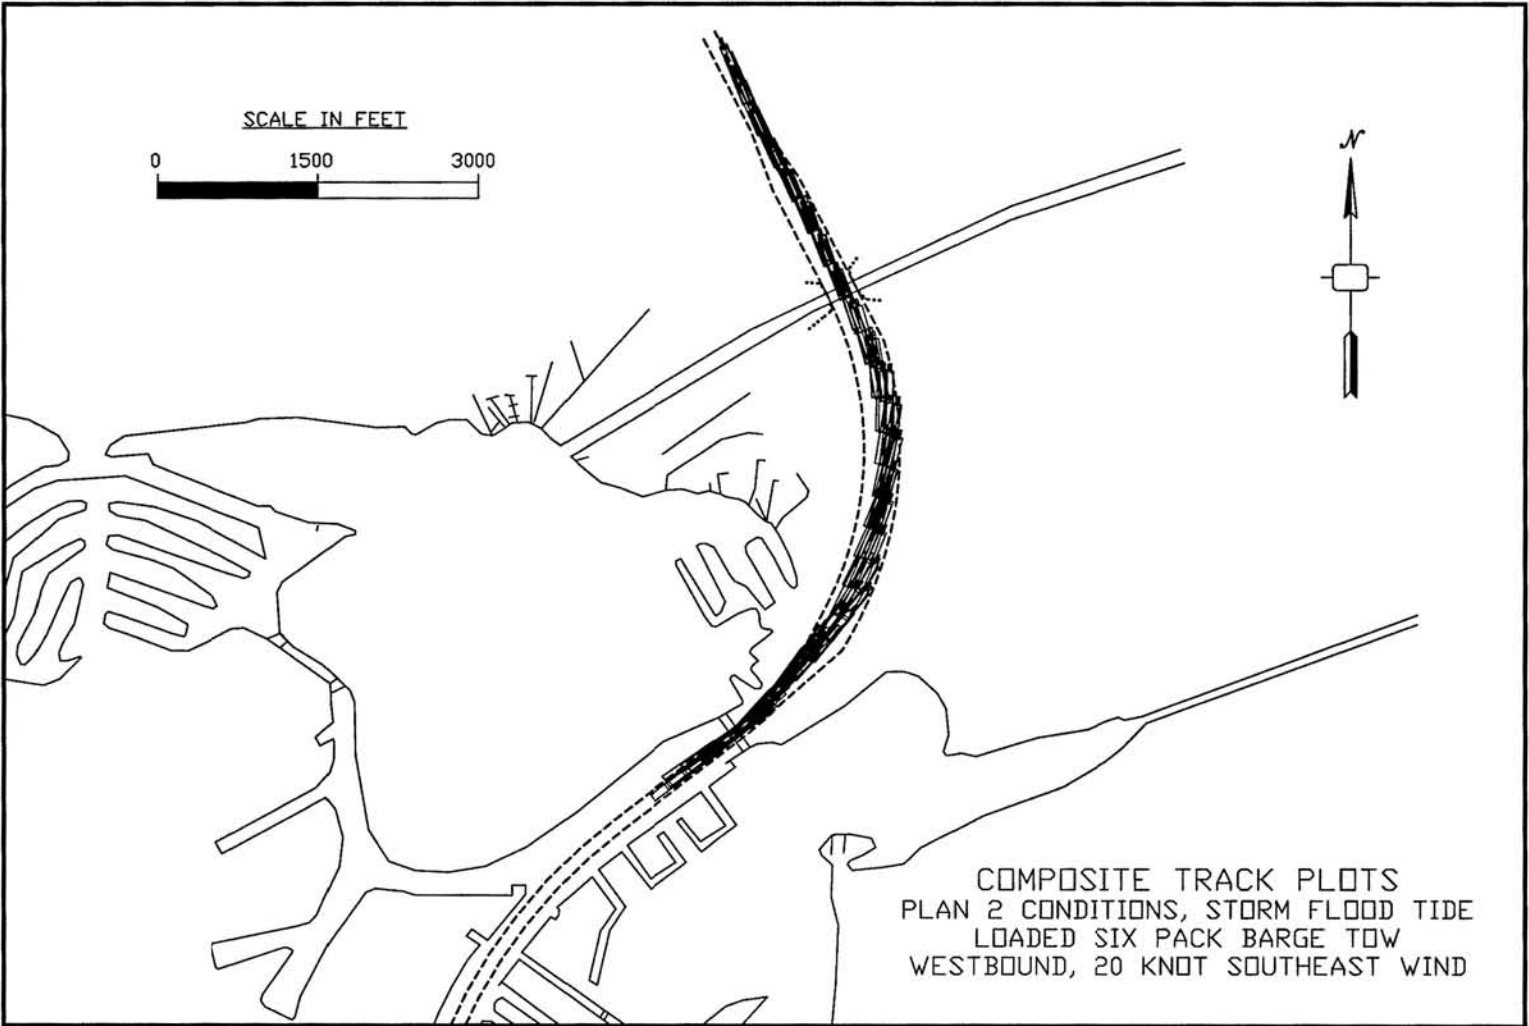 SCALE IN FEET
0 1500 3000
N
COMPOSITE TRACK PLOTS
PLAN 2 CONDITIONS, STORM FLOOD TIDE
LOADED SIX PACK BARGE TOW
WESTBOUND, 20 KNOT SOUTHEAST WIND